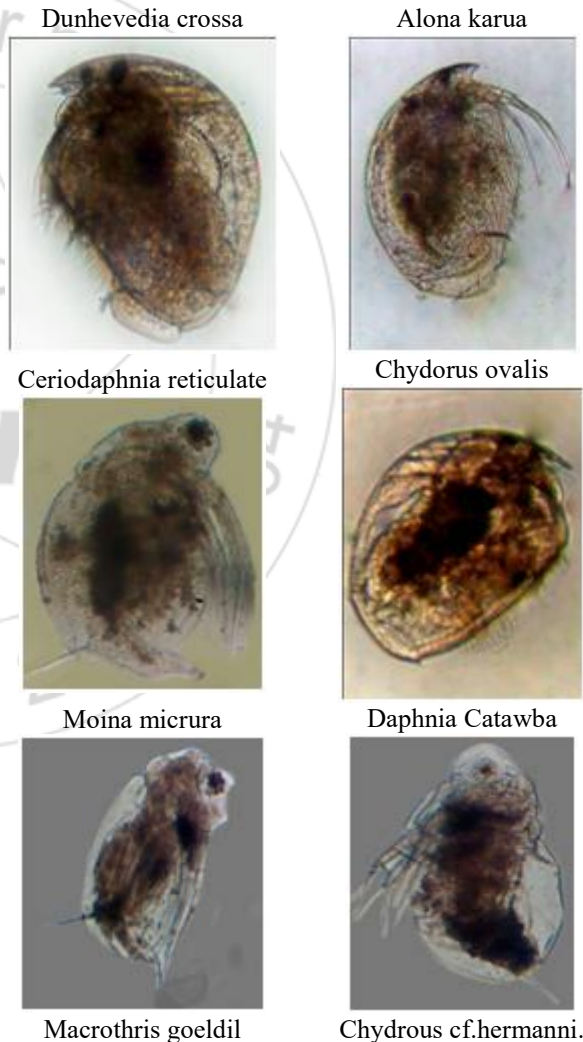 Dunhevedia crossa
Alona karua
Ceriodaphnia reticulate
Chydorus ovalis
Moina micrura
Daphnia Catawba
Macrothris goeldil
Chydrous cf.hermanni.